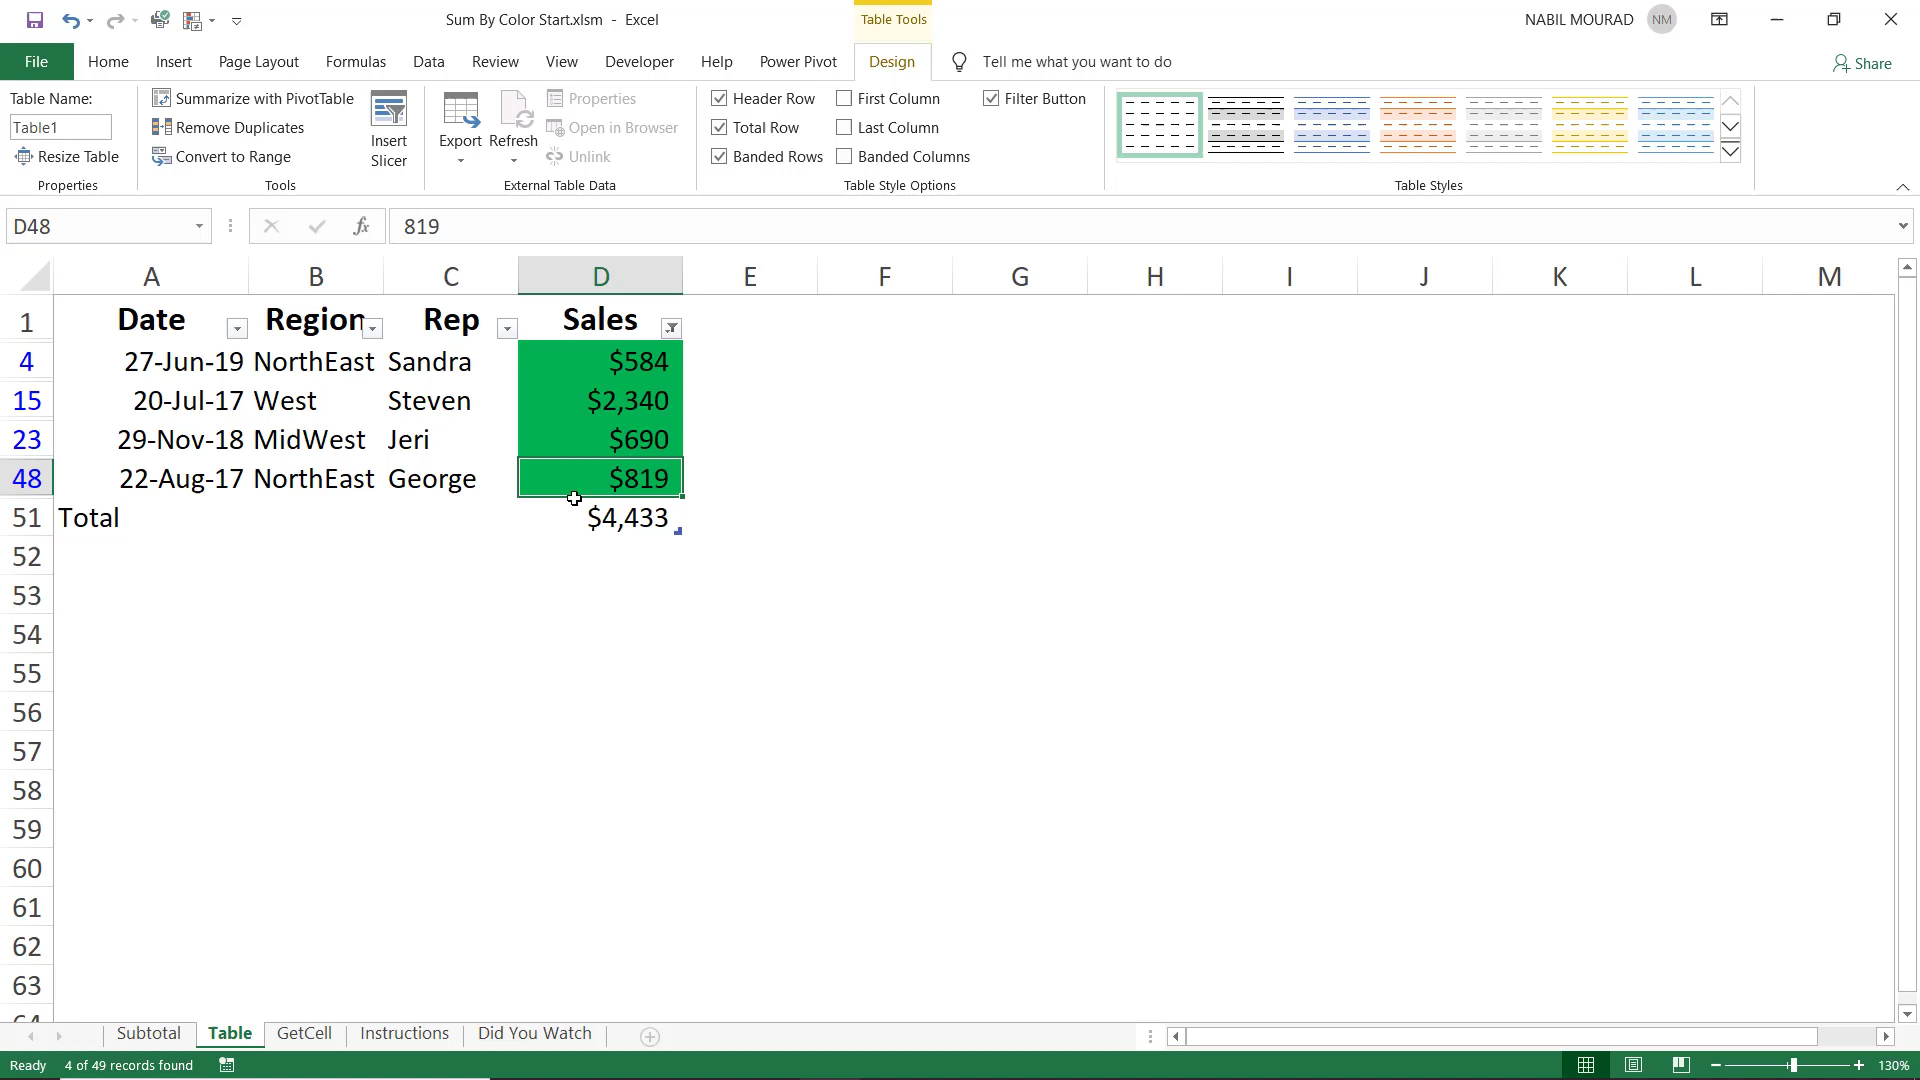 Sum By Color Start.xlsm - Excel
Table Tools
NABIL MOURAD NM
File Home Insert Page Layout Formulas Data Review View Developer Help Power Pivot Design Tell me what you want to do Share
Table Name:
Table1
Resize Table
Properties
Summarize with PivotTable
Remove Duplicates
Convert to Range
Tools
Insert
Slicer
Export Refresh
Properties
Open in Browser
Unlink
External Table Data
Header Row First Column Filter Button
Total Row Last Column
Banded Rows Banded Columns
Table Style Options
Table Styles
D48 fx 819
A B C D E F G H I J K L M
1 Date Region Rep Sales
4 27-Jun-19 NorthEast Sandra $584
15 20-Jul-17 West Steven $2,340
23 29-Nov-18 MidWest Jeri $690
48 22-Aug-17 NorthEast George $819
51 Total $4,433
52
53
54
55
56
57
58
59
60
61
62
63
64
Subtotal Table GetCell Instructions Did You Watch
Ready 4 of 49 records found 130%